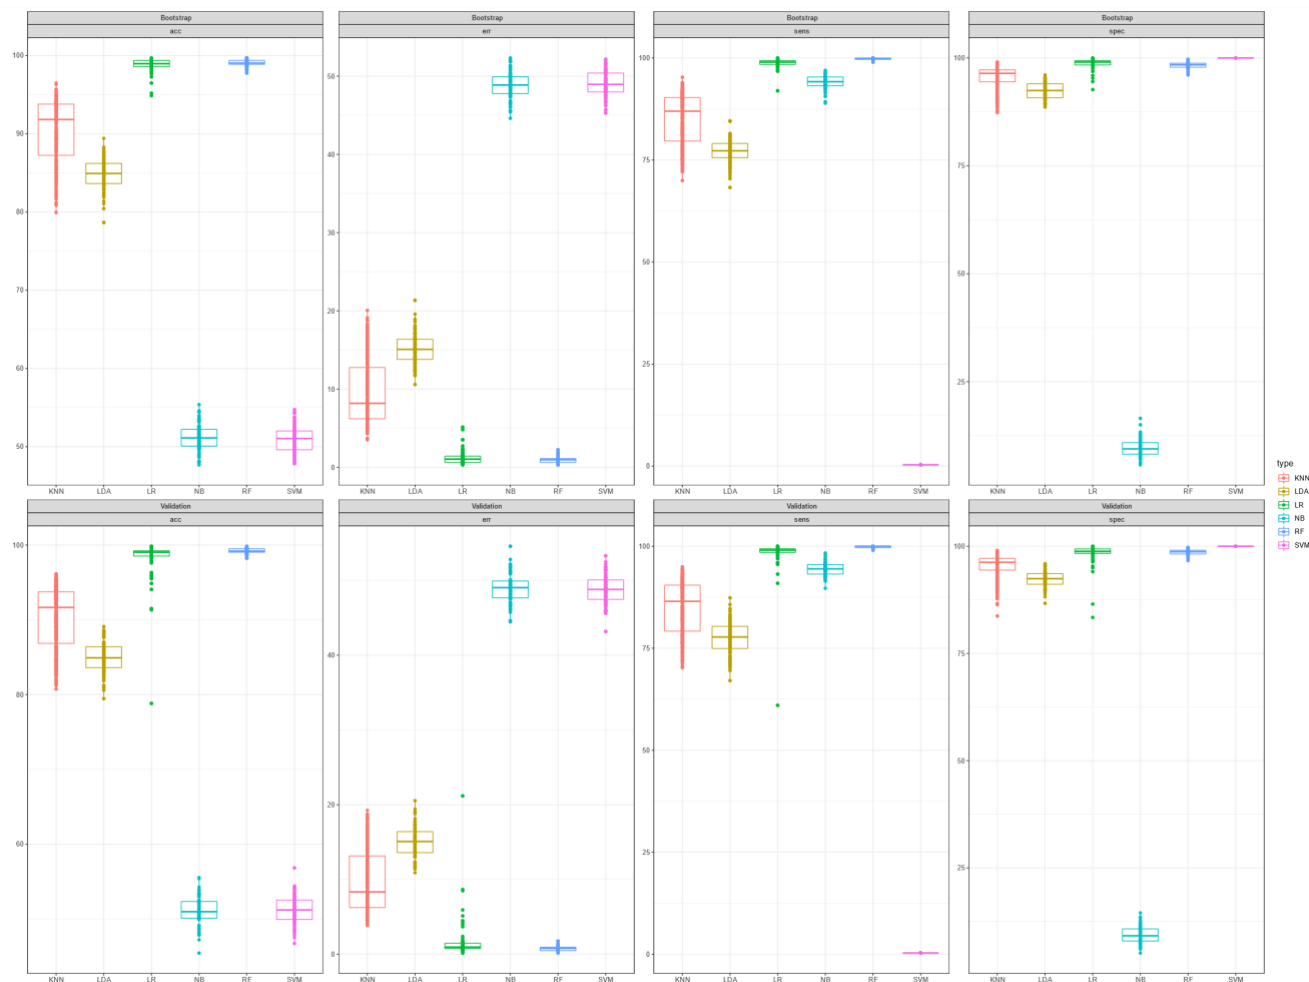 Bootstrap Bootstrap Bootstrap Bootstrap
acc err sens spec
100
90
80
70
60
50
50
40
30
20
10
0
100
75
50
25
0
100
75
50
25
KNN LDA LR NB RF SVM
KNN LDA LR NB RF SVM
KNN LDA LR NB RF SVM
KNN LDA LR NB RF SVM
Validation Validation Validation Validation
acc err sens spec
100
80
60
40
20
0
100
75
50
25
0
100
75
50
25
KNN LDA LR NB RF SVM
KNN LDA LR NB RF SVM
KNN LDA LR NB RF SVM
KNN LDA LR NB RF SVM
type
KNN
LDA
LR
NB
RF
SVM